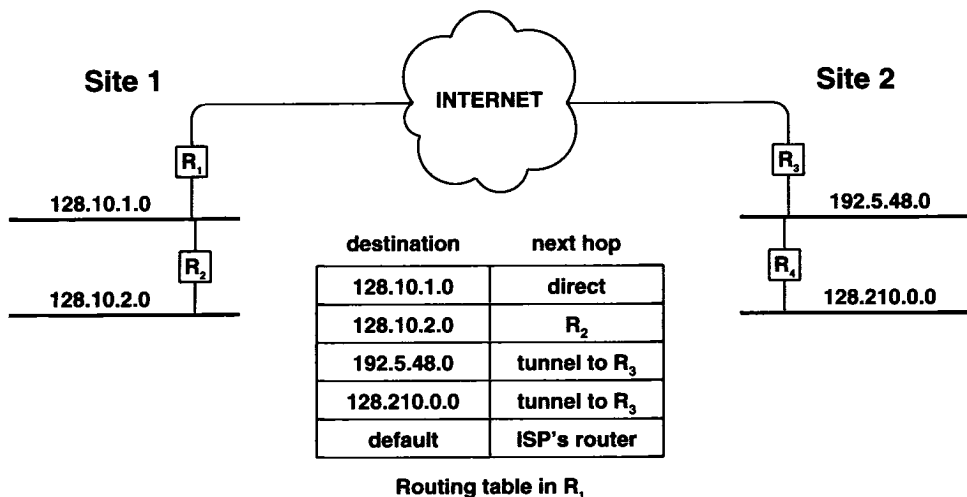 Site 1
INTERNET
Site 2
R1
R3
128.10.1.0
192.5.48.0
R2
R4
128.10.2.0
128.210.0.0
destination next hop
128.10.1.0 direct
128.10.2.0 R2
192.5.48.0 tunnel to R3
128.210.0.0 tunnel to R3
default ISP's router
Routing table in R1